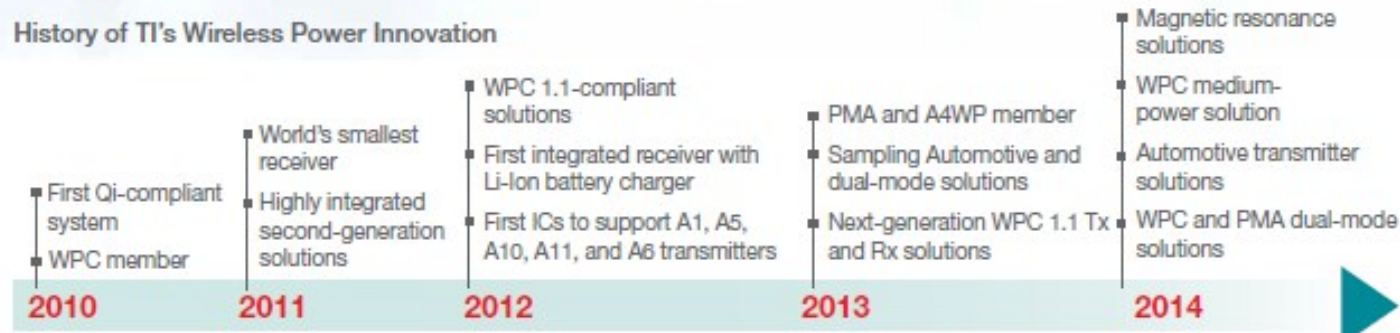 History of TI's Wireless Power Innovation
First Qi-compliant
system
WPC member
2010
World's smallest
receiver
Highly integrated
second-generation
solutions
2011
WPC 1.1-compliant
solutions
First integrated receiver with
Li-Ion battery charger
First ICs to support A1, A5,
A10, A11, and A6 transmitters
2012
PMA and A4WP member
Sampling Automotive and
dual-mode solutions
Next-generation WPC 1.1 Tx
and Rx solutions
2013
Magnetic resonance
solutions
WPC medium-
power solution
Automotive transmitter
solutions
WPC and PMA dual-mode
solutions
2014